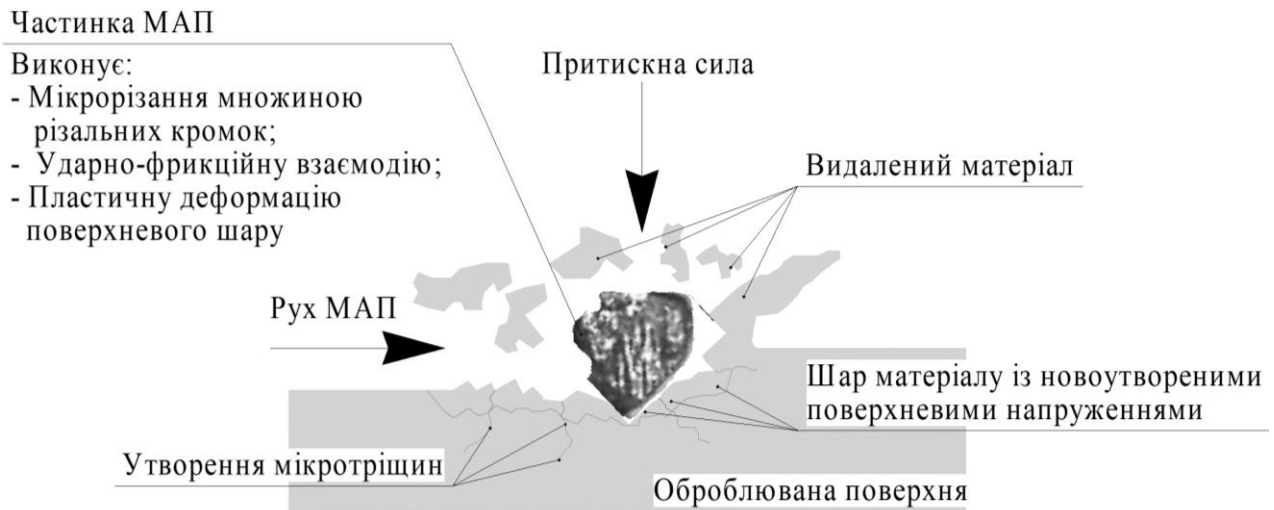 Частинка МАП
Виконує:
- Мікрорізання множиною
різальних кромок;
- Ударно-фрикційну взаємодію;
- Пластичну деформацію
поверхневого шару
Притискна сила
Видалений матеріал
Рух МАП
Шар матеріалу із новоутвореними
поверхневими напруженнями
Утворення мікротріщин
Оброблювана поверхня